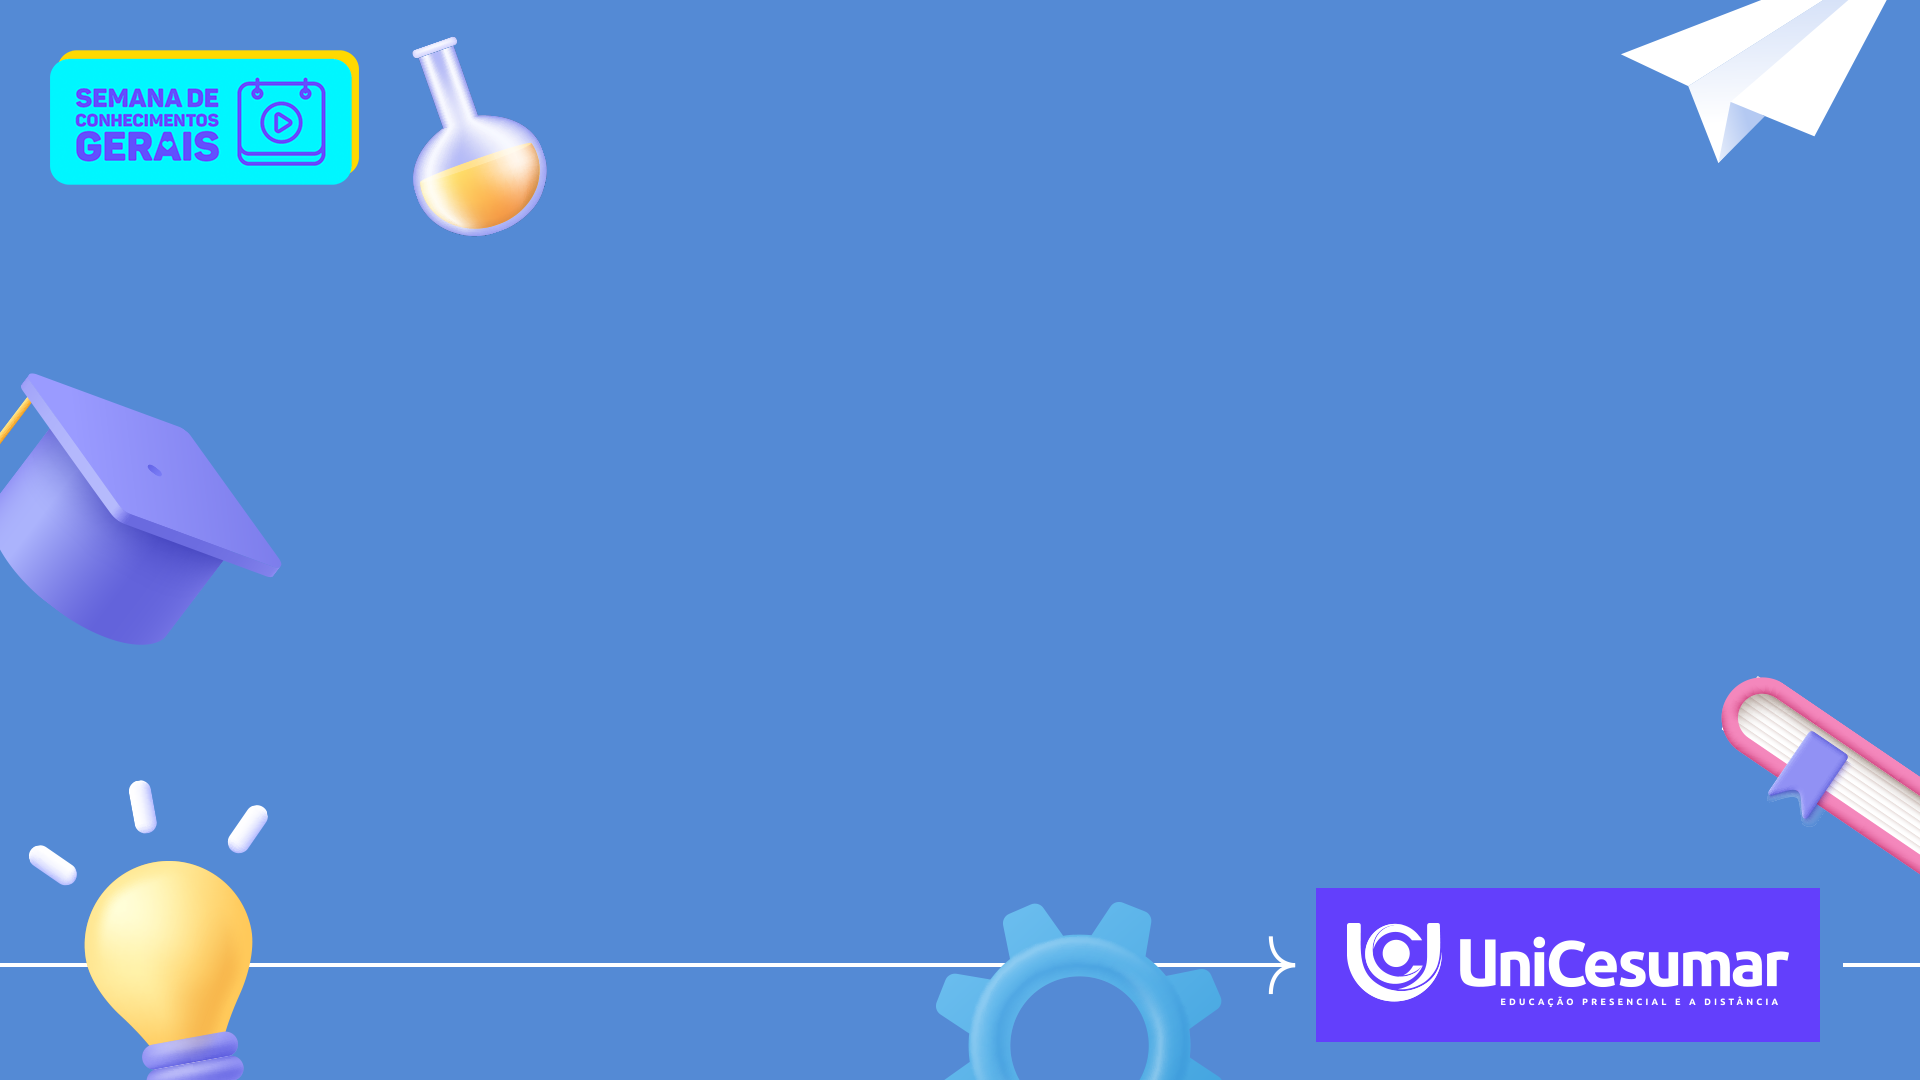 SEMANA DE
CONHECIMENTOS
GERAIS
UniCesumar
EDUCAÇÃO PRESENCIAL E A DISTÂNCIA